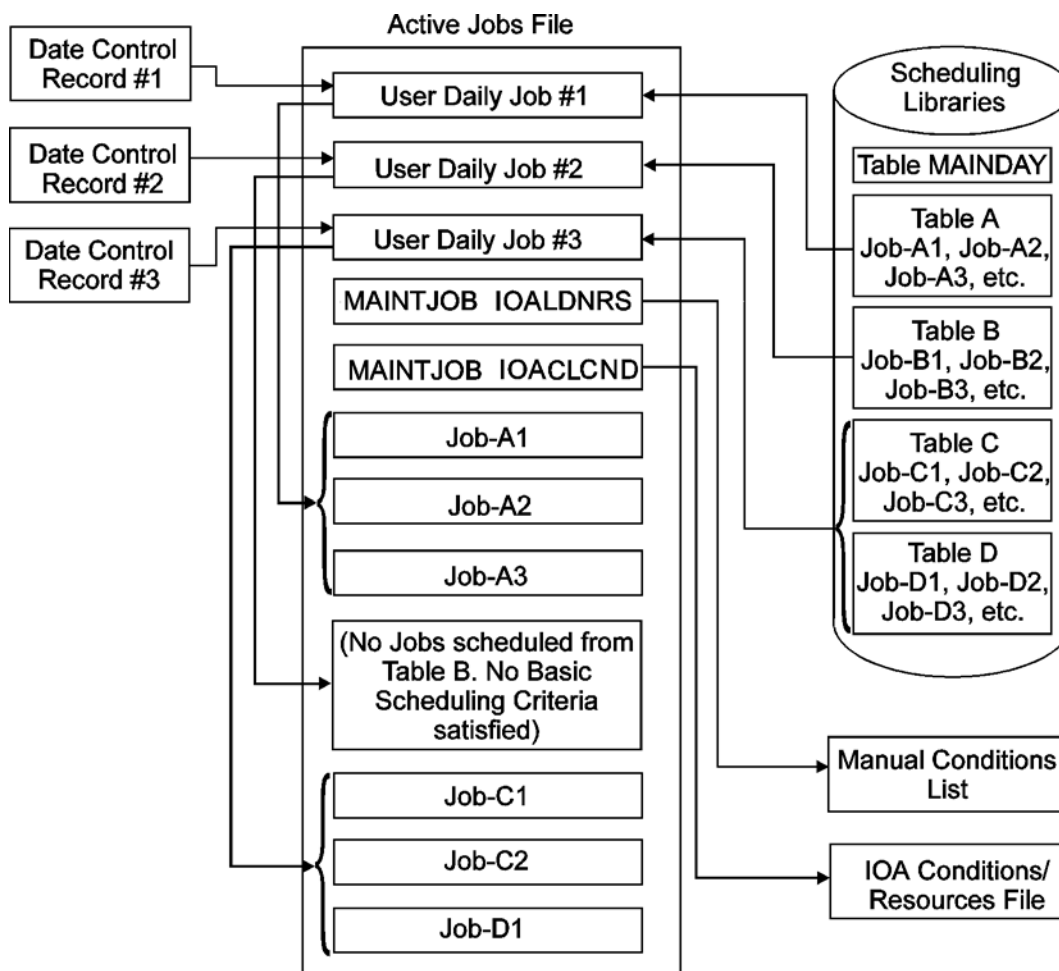 Active Jobs File
Date Control
Record #1
Date Control
Record #2
Date Control
Record #3
User Daily Job #1
User Daily Job #2
User Daily Job #3
MAINTJOB IOALDNRS
MAINTJOB IOACLCND
Job-A1
Job-A2
Job-A3
(No Jobs scheduled from
Table B. No Basic
Scheduling Criteria
satisfied)
Job-C1
Job-C2
Job-D1
Scheduling
Libraries
Table MAINDAY
Table A
Job-A1, Job-A2,
Job-A3, etc.
Table B
Job-B1, Job-B2,
Job-B3, etc.
Table C
Job-C1, Job-C2,
Job-C3, etc.
Table D
Job-D1, Job-D2,
Job-D3, etc.
Manual Conditions
List
IOA Conditions/
Resources File